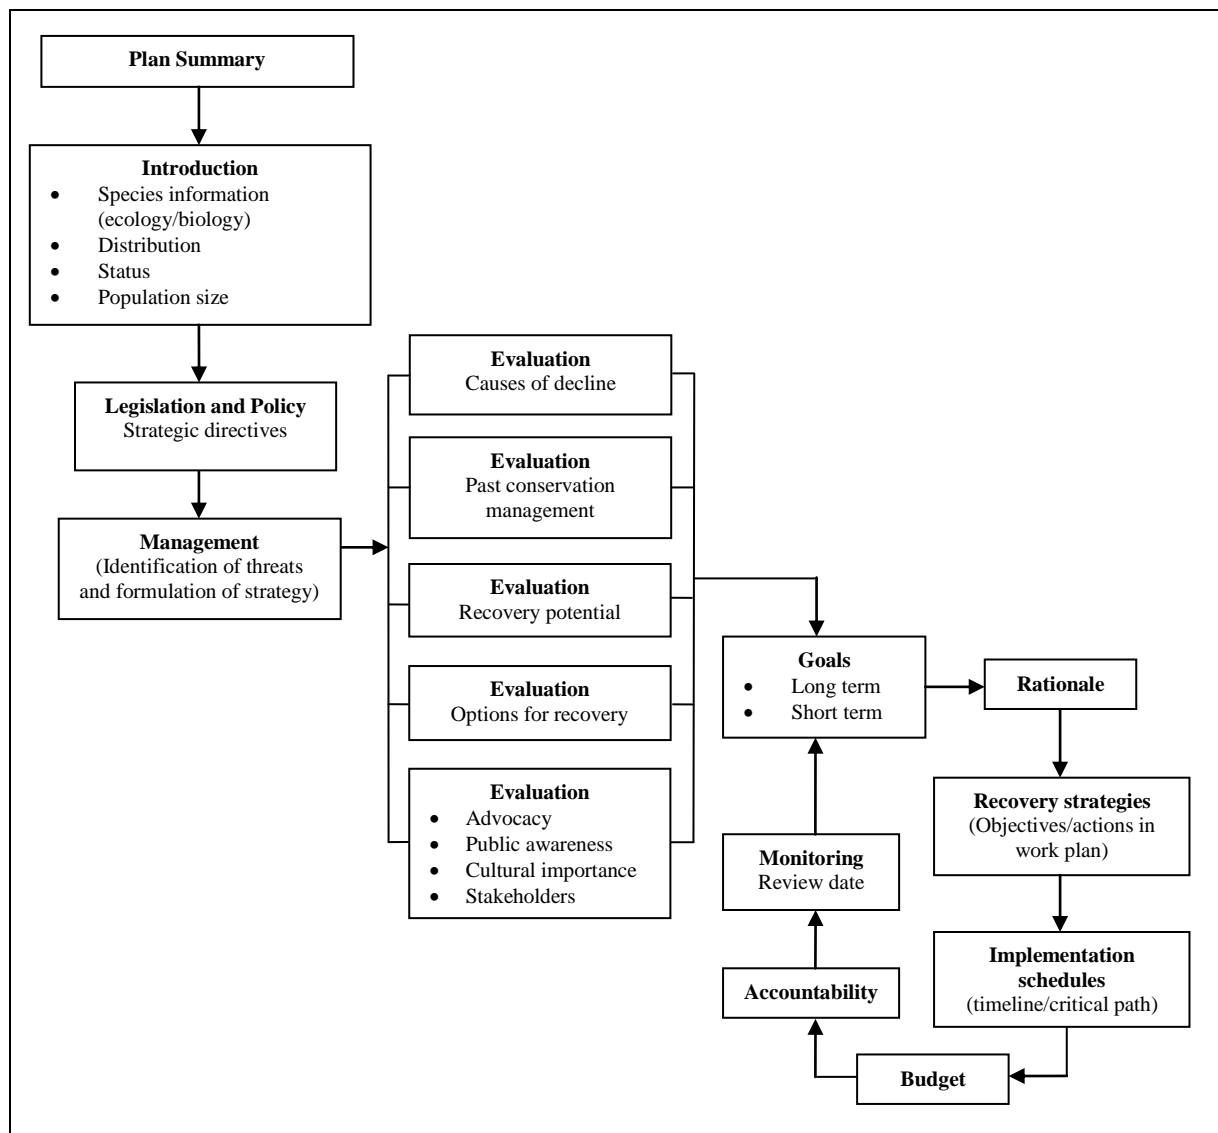 Plan Summary
Introduction
• Species information
(ecology/biology)
• Distribution
• Status
• Population size
Legislation and Policy
Strategic directives
Management
(Identification of threats
and formulation of strategy)
Evaluation
Causes of decline
Evaluation
Past conservation
management
Evaluation
Recovery potential
Evaluation
Options for recovery
Evaluation
• Advocacy
• Public awareness
• Cultural importance
• Stakeholders
Goals
• Long term
• Short term
Rationale
Recovery strategies
(Objectives/actions in
work plan)
Implementation
schedules
(timeline/critical path)
Budget
Accountability
Monitoring
Review date